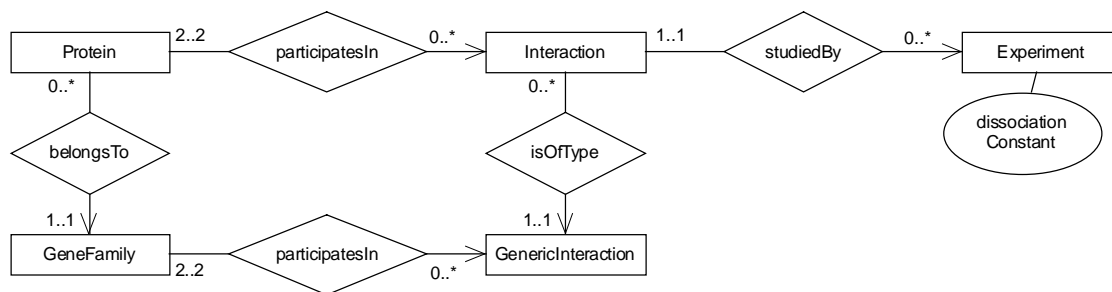 Protein
2..2
participatesIn
0..*
Interaction
1..1
studiedBy
0..*
Experiment
0..*
0..*
dissociation
Constant
belongsTo
isOfType
1..1
1..1
GeneFamily
2..2
participatesIn
0..*
GenericInteraction